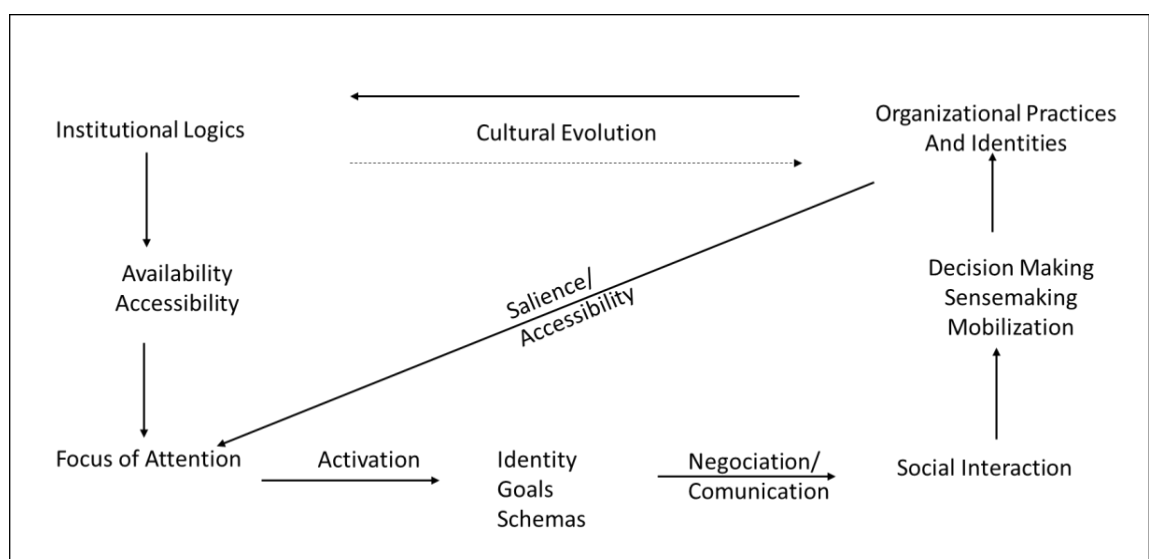 Institutional Logics
Cultural Evolution
Organizational Practices
And Identities
Availability
Accessibility
Salience/
Accessibility
Decision Making
Sensemaking
Mobilization
Focus of Attention
Activation
Identity
Goals
Schemas
Negociation/
Comunication
Social Interaction